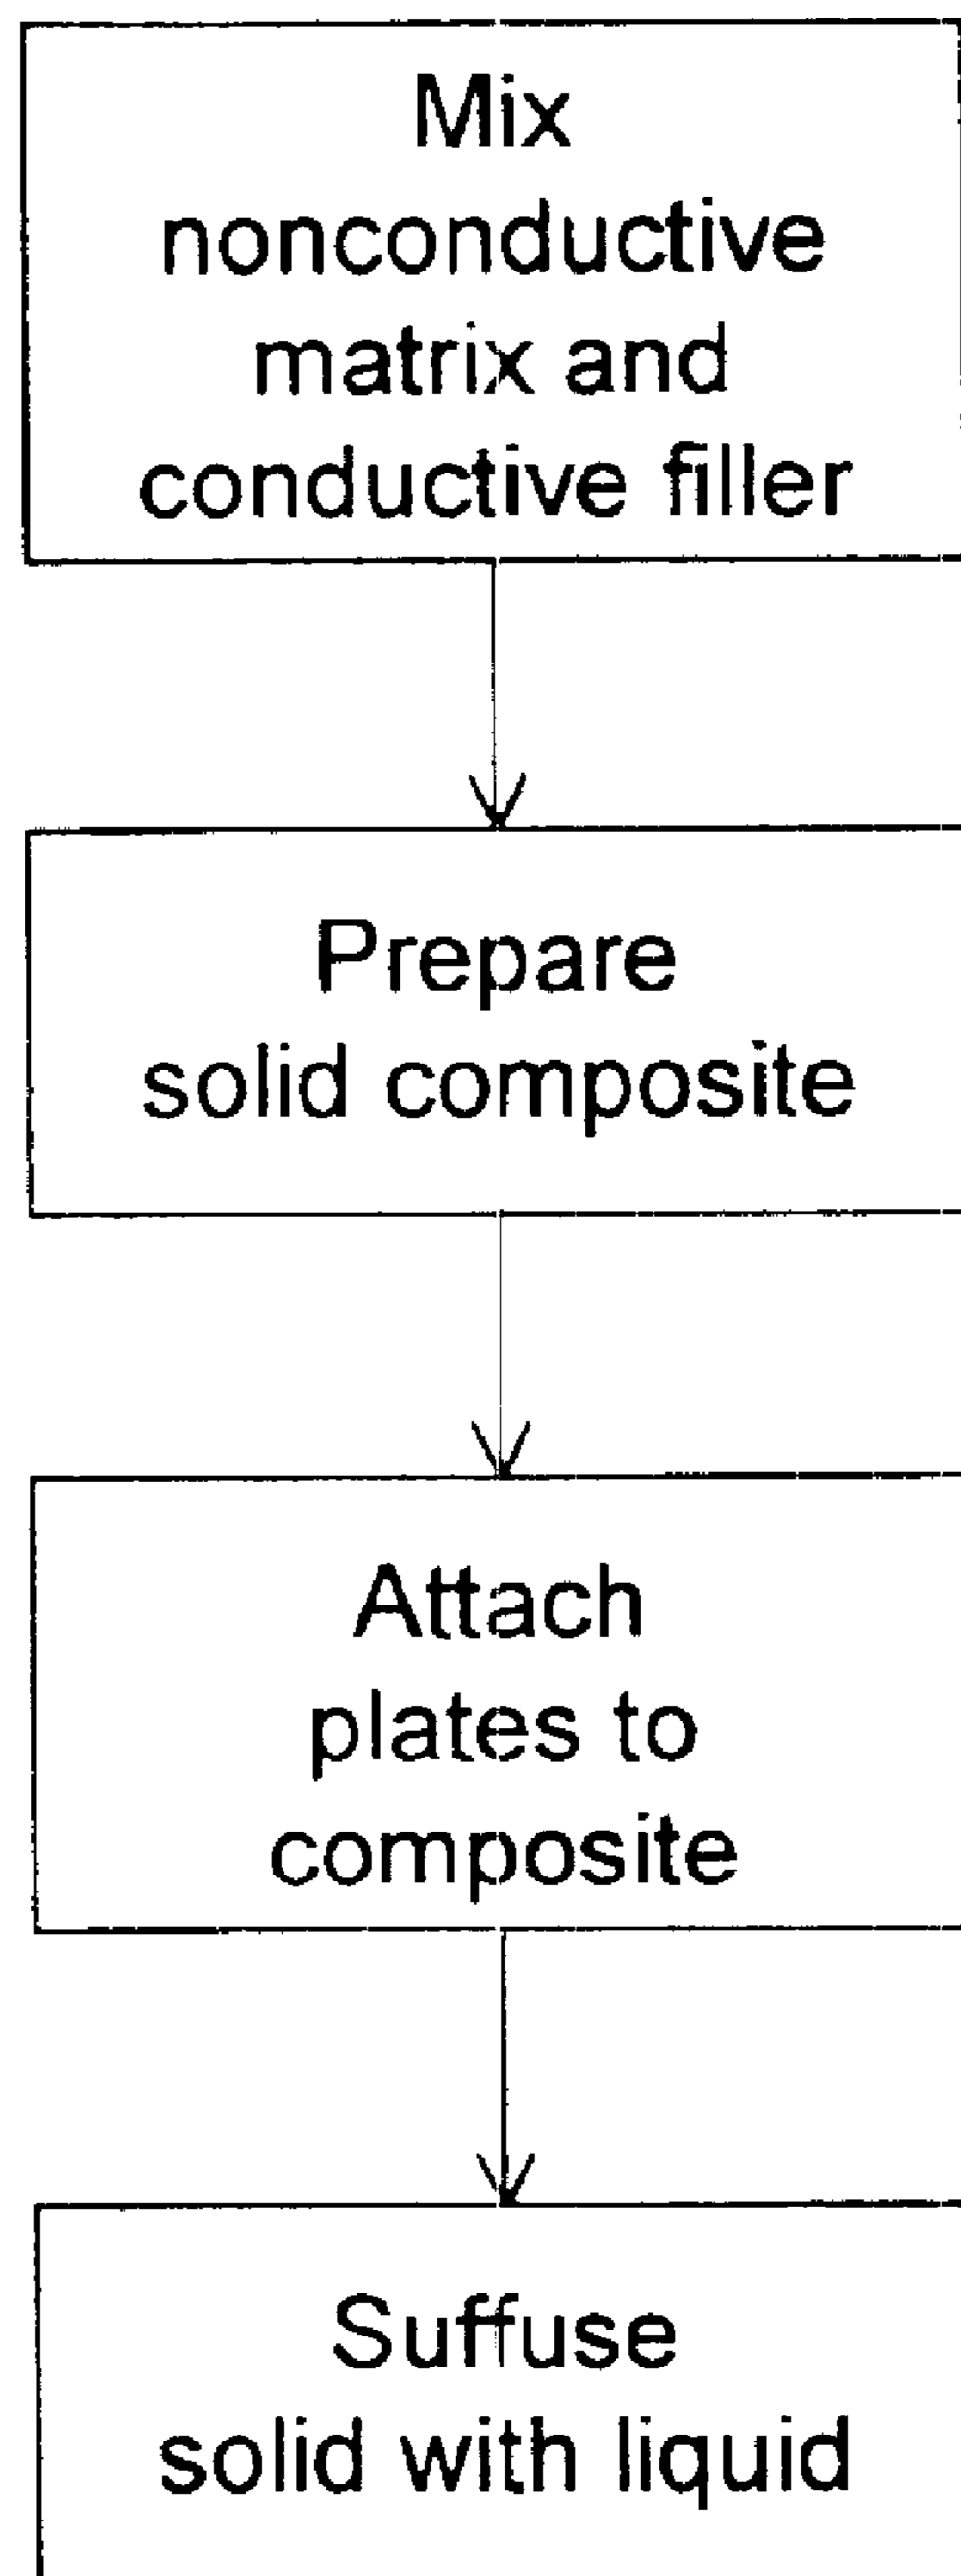 Mix
nonconductive
matrix and
conductive filler
Prepare
solid composite
Attach
plates to
composite
Suffuse
solid with liquid